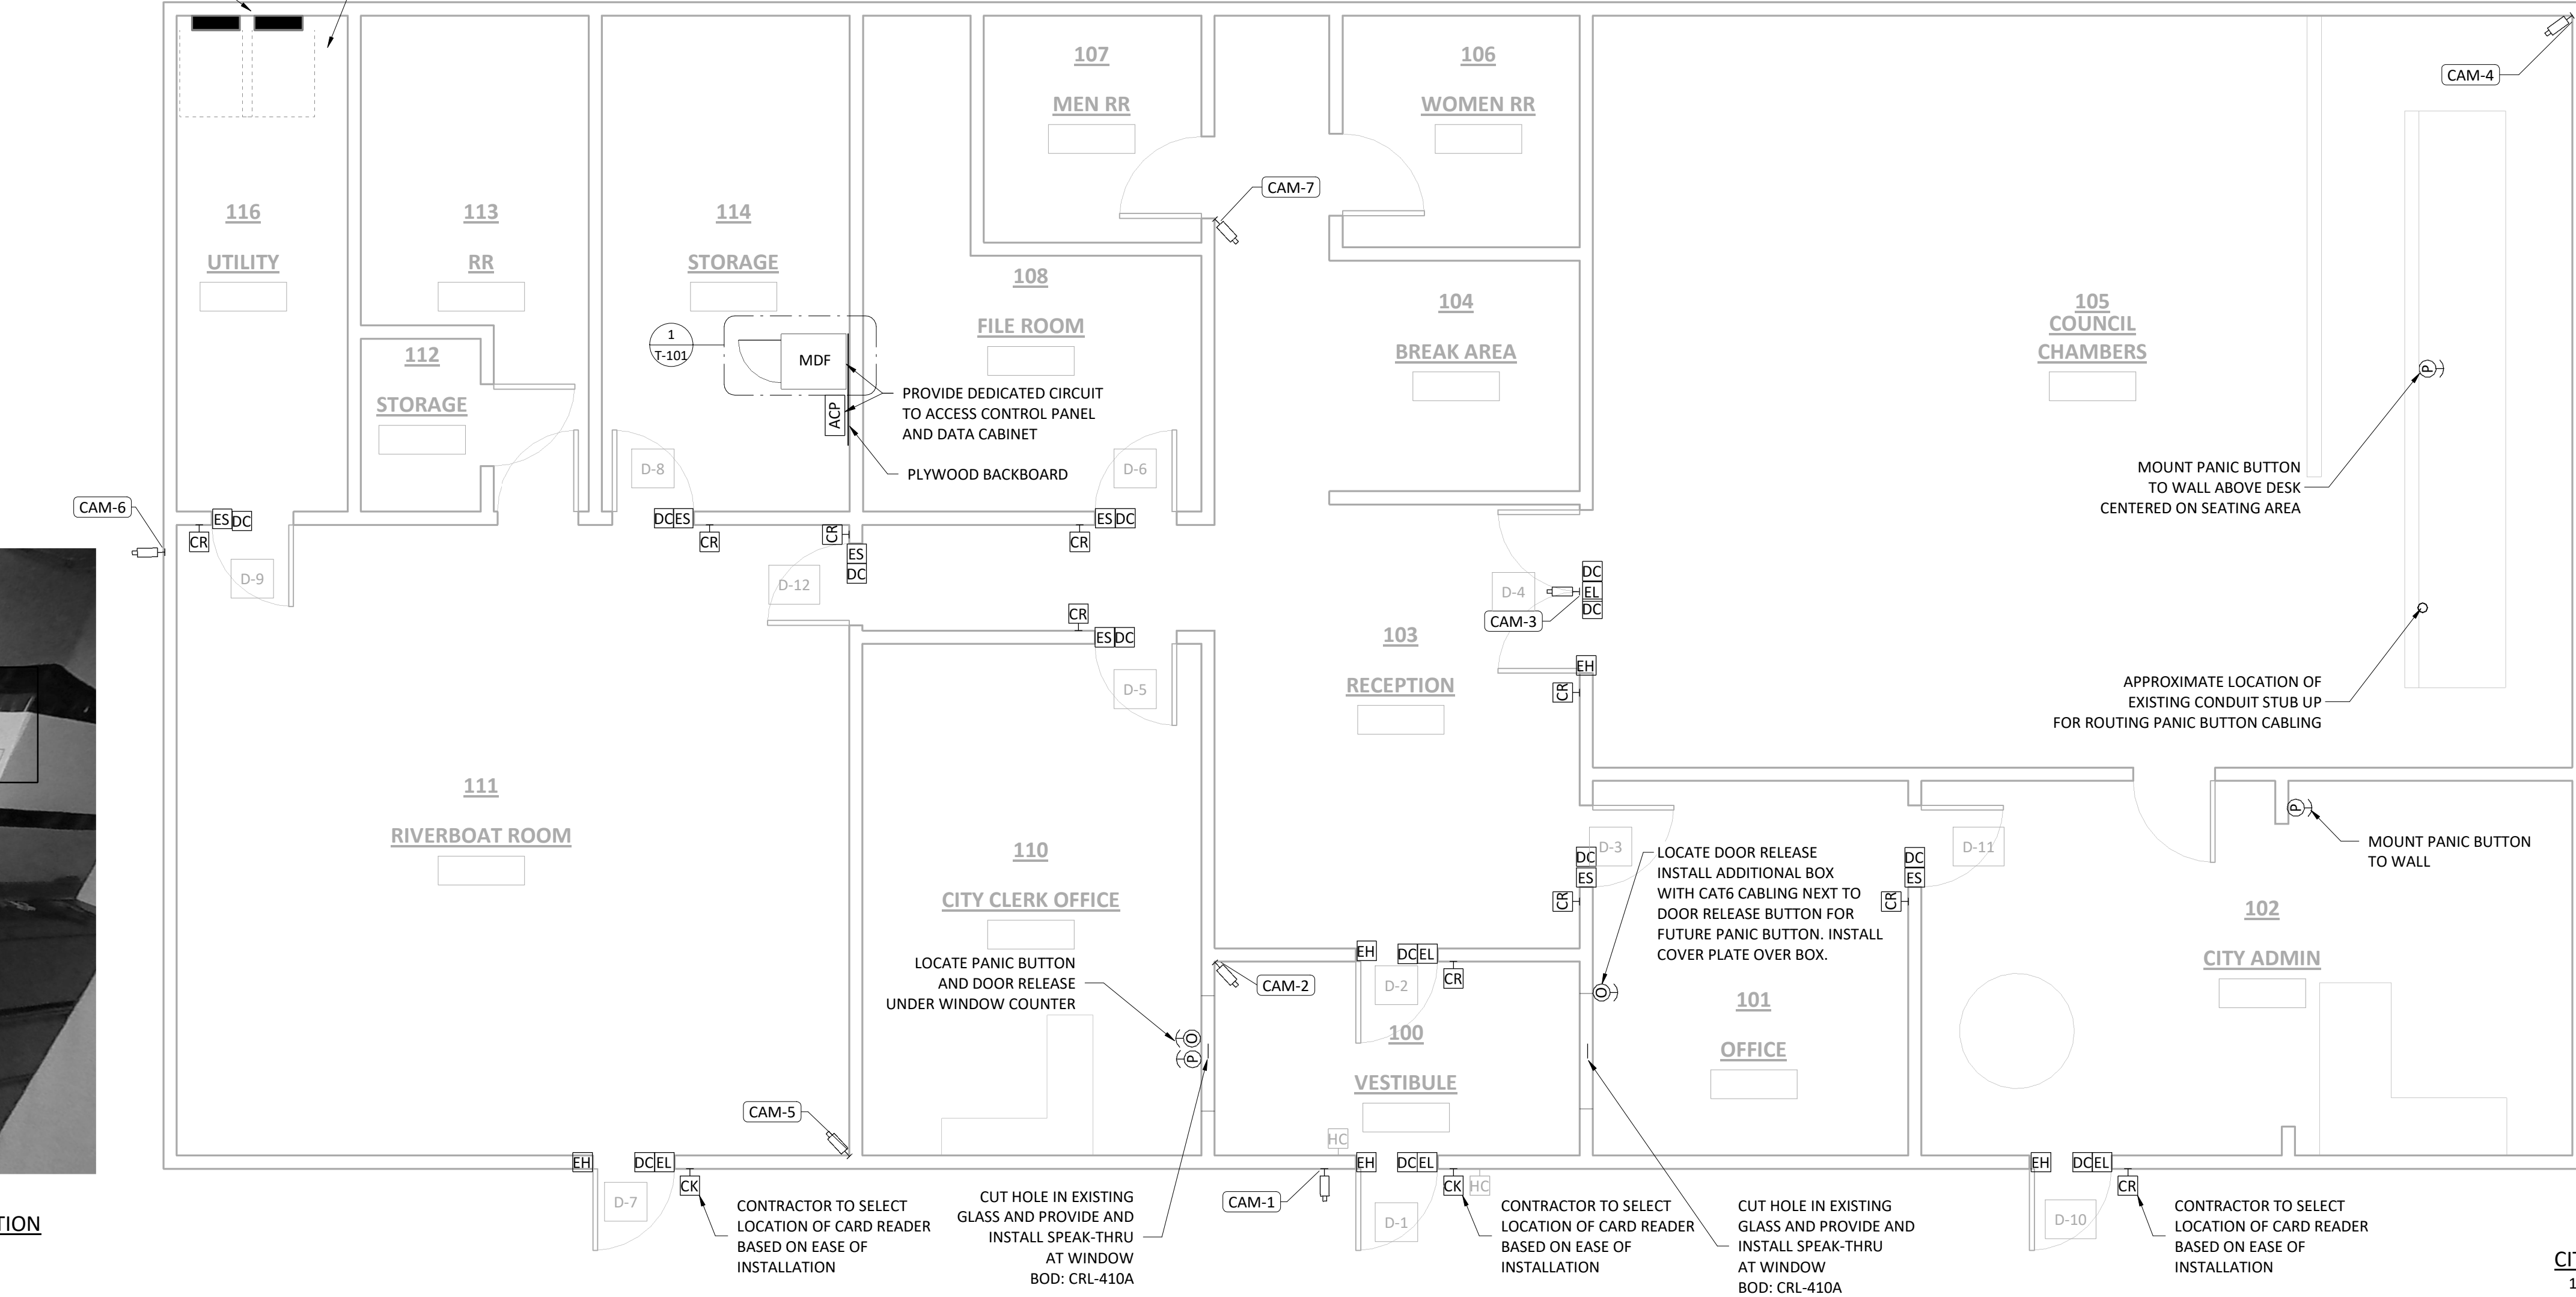 107
MEN RR
106
WOMEN RR
CAM-4
CAM-7
116
UTILITY
113
RR
114
STORAGE
108
FILE ROOM
104
BREAK AREA
105
COUNCIL
CHAMBERS
1
T-101
MDF
ACP
112
STORAGE
PROVIDE DEDICATED CIRCUIT
TO ACCESS CONTROL PANEL
AND DATA CABINET
PLYWOOD BACKBOARD
P
MOUNT PANIC BUTTON
TO WALL ABOVE DESK
CENTERED ON SEATING AREA
D-8
D-6
CAM-6
ES DC
CR
D-9
DC ES
CR
CR
ES
DC
D-12
ES DC
CR
DC
EL
DC
D-4
CAM-3
CR
ES DC
D-5
EH
CR
103
RECEPTION
APPROXIMATE LOCATION OF
EXISTING CONDUIT STUB UP
FOR ROUTING PANIC BUTTON CABLING
111
RIVERBOAT ROOM
110
CITY CLERK OFFICE
LOCATE PANIC BUTTON
AND DOOR RELEASE
UNDER WINDOW COUNTER
O
P
DC
ES
D-3
CR
LOCATE DOOR RELEASE
INSTALL ADDITIONAL BOX
WITH CAT6 CABLING NEXT TO
DOOR RELEASE BUTTON FOR
FUTURE PANIC BUTTON. INSTALL
COVER PLATE OVER BOX.
O
DC
ES
D-11
CR
P
MOUNT PANIC BUTTON
TO WALL
102
CITY ADMIN
EH
DC EL
CR
D-2
CAM-2
100
VESTIBULE
101
OFFICE
HC
CAM-5
EH
DC EL
CK
D-7
CONTRACTOR TO SELECT
LOCATION OF CARD READER
BASED ON EASE OF
INSTALLATION
CUT HOLE IN EXISTING
GLASS AND PROVIDE AND
INSTALL SPEAK-THRU
AT WINDOW
BOD: CRL-410A
CAM-1
EH
DC EL
CK
HC
D-1
CONTRACTOR TO SELECT
LOCATION OF CARD READER
BASED ON EASE OF
INSTALLATION
CUT HOLE IN EXISTING
GLASS AND PROVIDE AND
INSTALL SPEAK-THRU
AT WINDOW
BOD: CRL-410A
EH
DC EL
CR
D-10
CONTRACTOR TO SELECT
LOCATION OF CARD READER
BASED ON EASE OF
INSTALLATION
TION
CIT
1